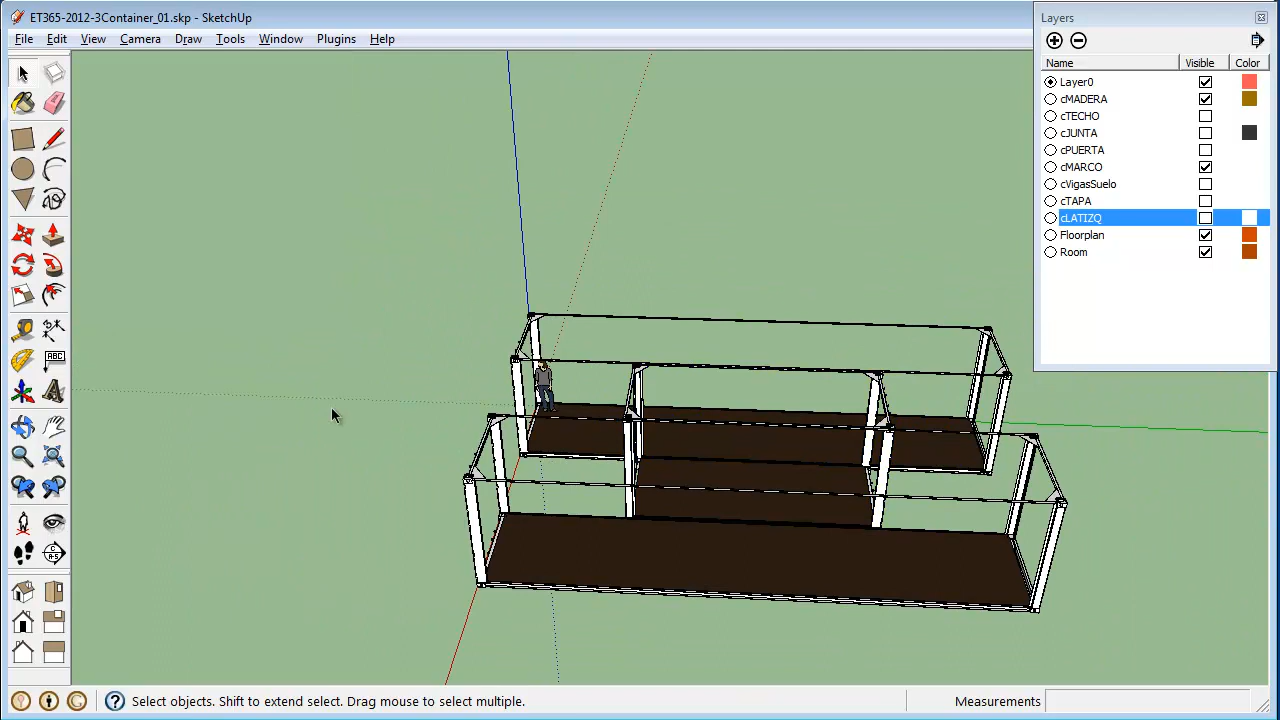 ET365-2012-3Container_01.skp - SketchUp
File Edit View Camera Draw Tools Window Plugins Help
Layers
Name Visible Color
Layer0
cMADERA
cTECHO
cJUNTA
cPUERTA
cMARCO
cVigasSuelo
cTAPA
cLATIZQ
Floorplan
Room
ABC
A
C
A-5
Select objects. Shift to extend select. Drag mouse to select multiple.
Measurements